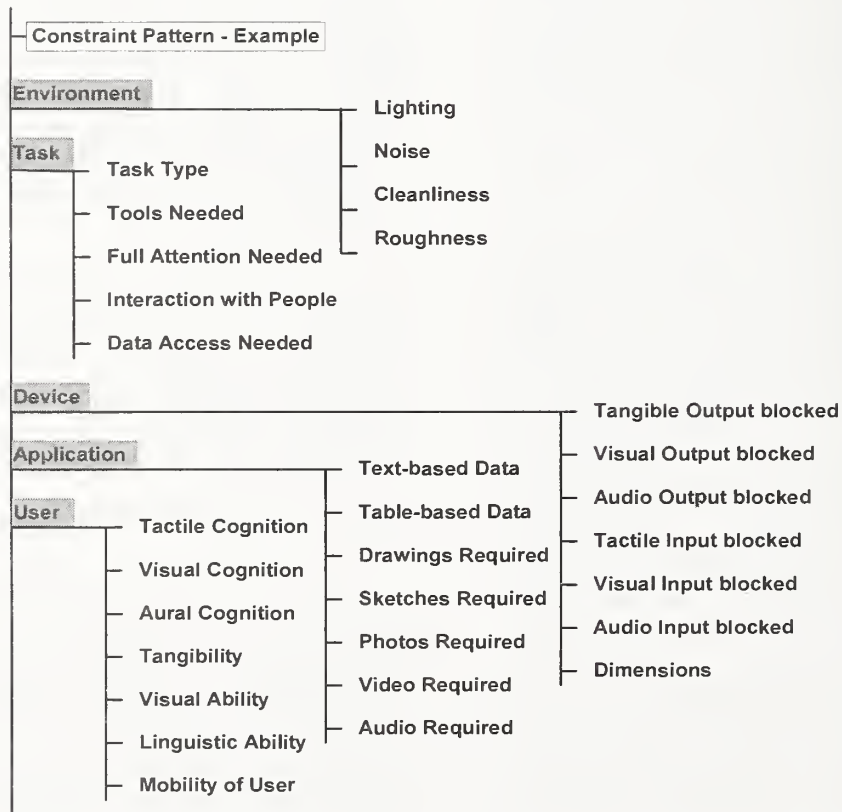 Constraint Pattern - Example
Environment
Lighting
Noise
Cleanliness
Roughness
Task
Task Type
Tools Needed
Full Attention Needed
Interaction with People
Data Access Needed
Device
Tangible Output blocked
Visual Output blocked
Audio Output blocked
Tactile Input blocked
Visual Input blocked
Audio Input blocked
Dimensions
Application
Text-based Data
Table-based Data
Drawings Required
Sketches Required
Photos Required
Video Required
Audio Required
User
Tactile Cognition
Visual Cognition
Aural Cognition
Tangibility
Visual Ability
Linguistic Ability
Mobility of User